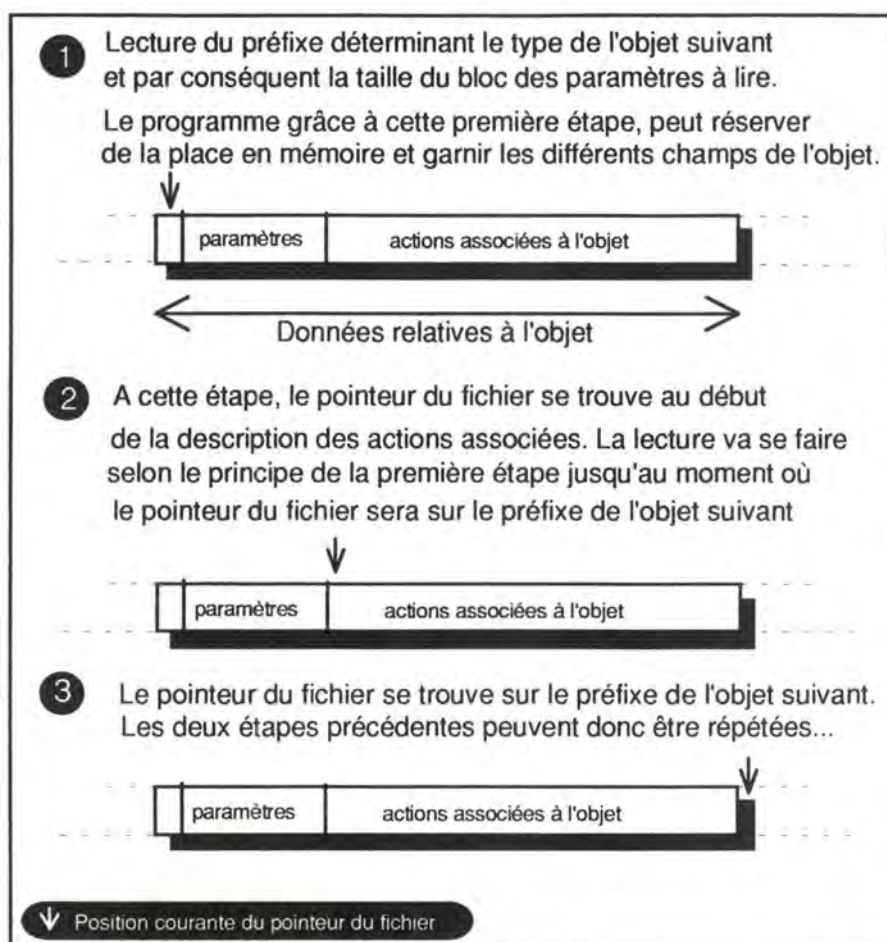 1 Lecture du préfixe déterminant le type de l'objet suivant
et par conséquent la taille du bloc des paramètres à lire.
Le programme grâce à cette première étape, peut réserver
de la place en mémoire et garnir les différents champs de l'objet.
paramètres actions associées à l'objet
Données relatives à l'objet
2 A cette étape, le pointeur du fichier se trouve au début
de la description des actions associées. La lecture va se faire
selon le principe de la première étape jusqu'au moment où
le pointeur du fichier sera sur le préfixe de l'objet suivant
paramètres actions associées à l'objet
3 Le pointeur du fichier se trouve sur le préfixe de l'objet suivant.
Les deux étapes précédentes peuvent donc être répétées...
paramètres actions associées à l'objet
Position courante du pointeur du fichier